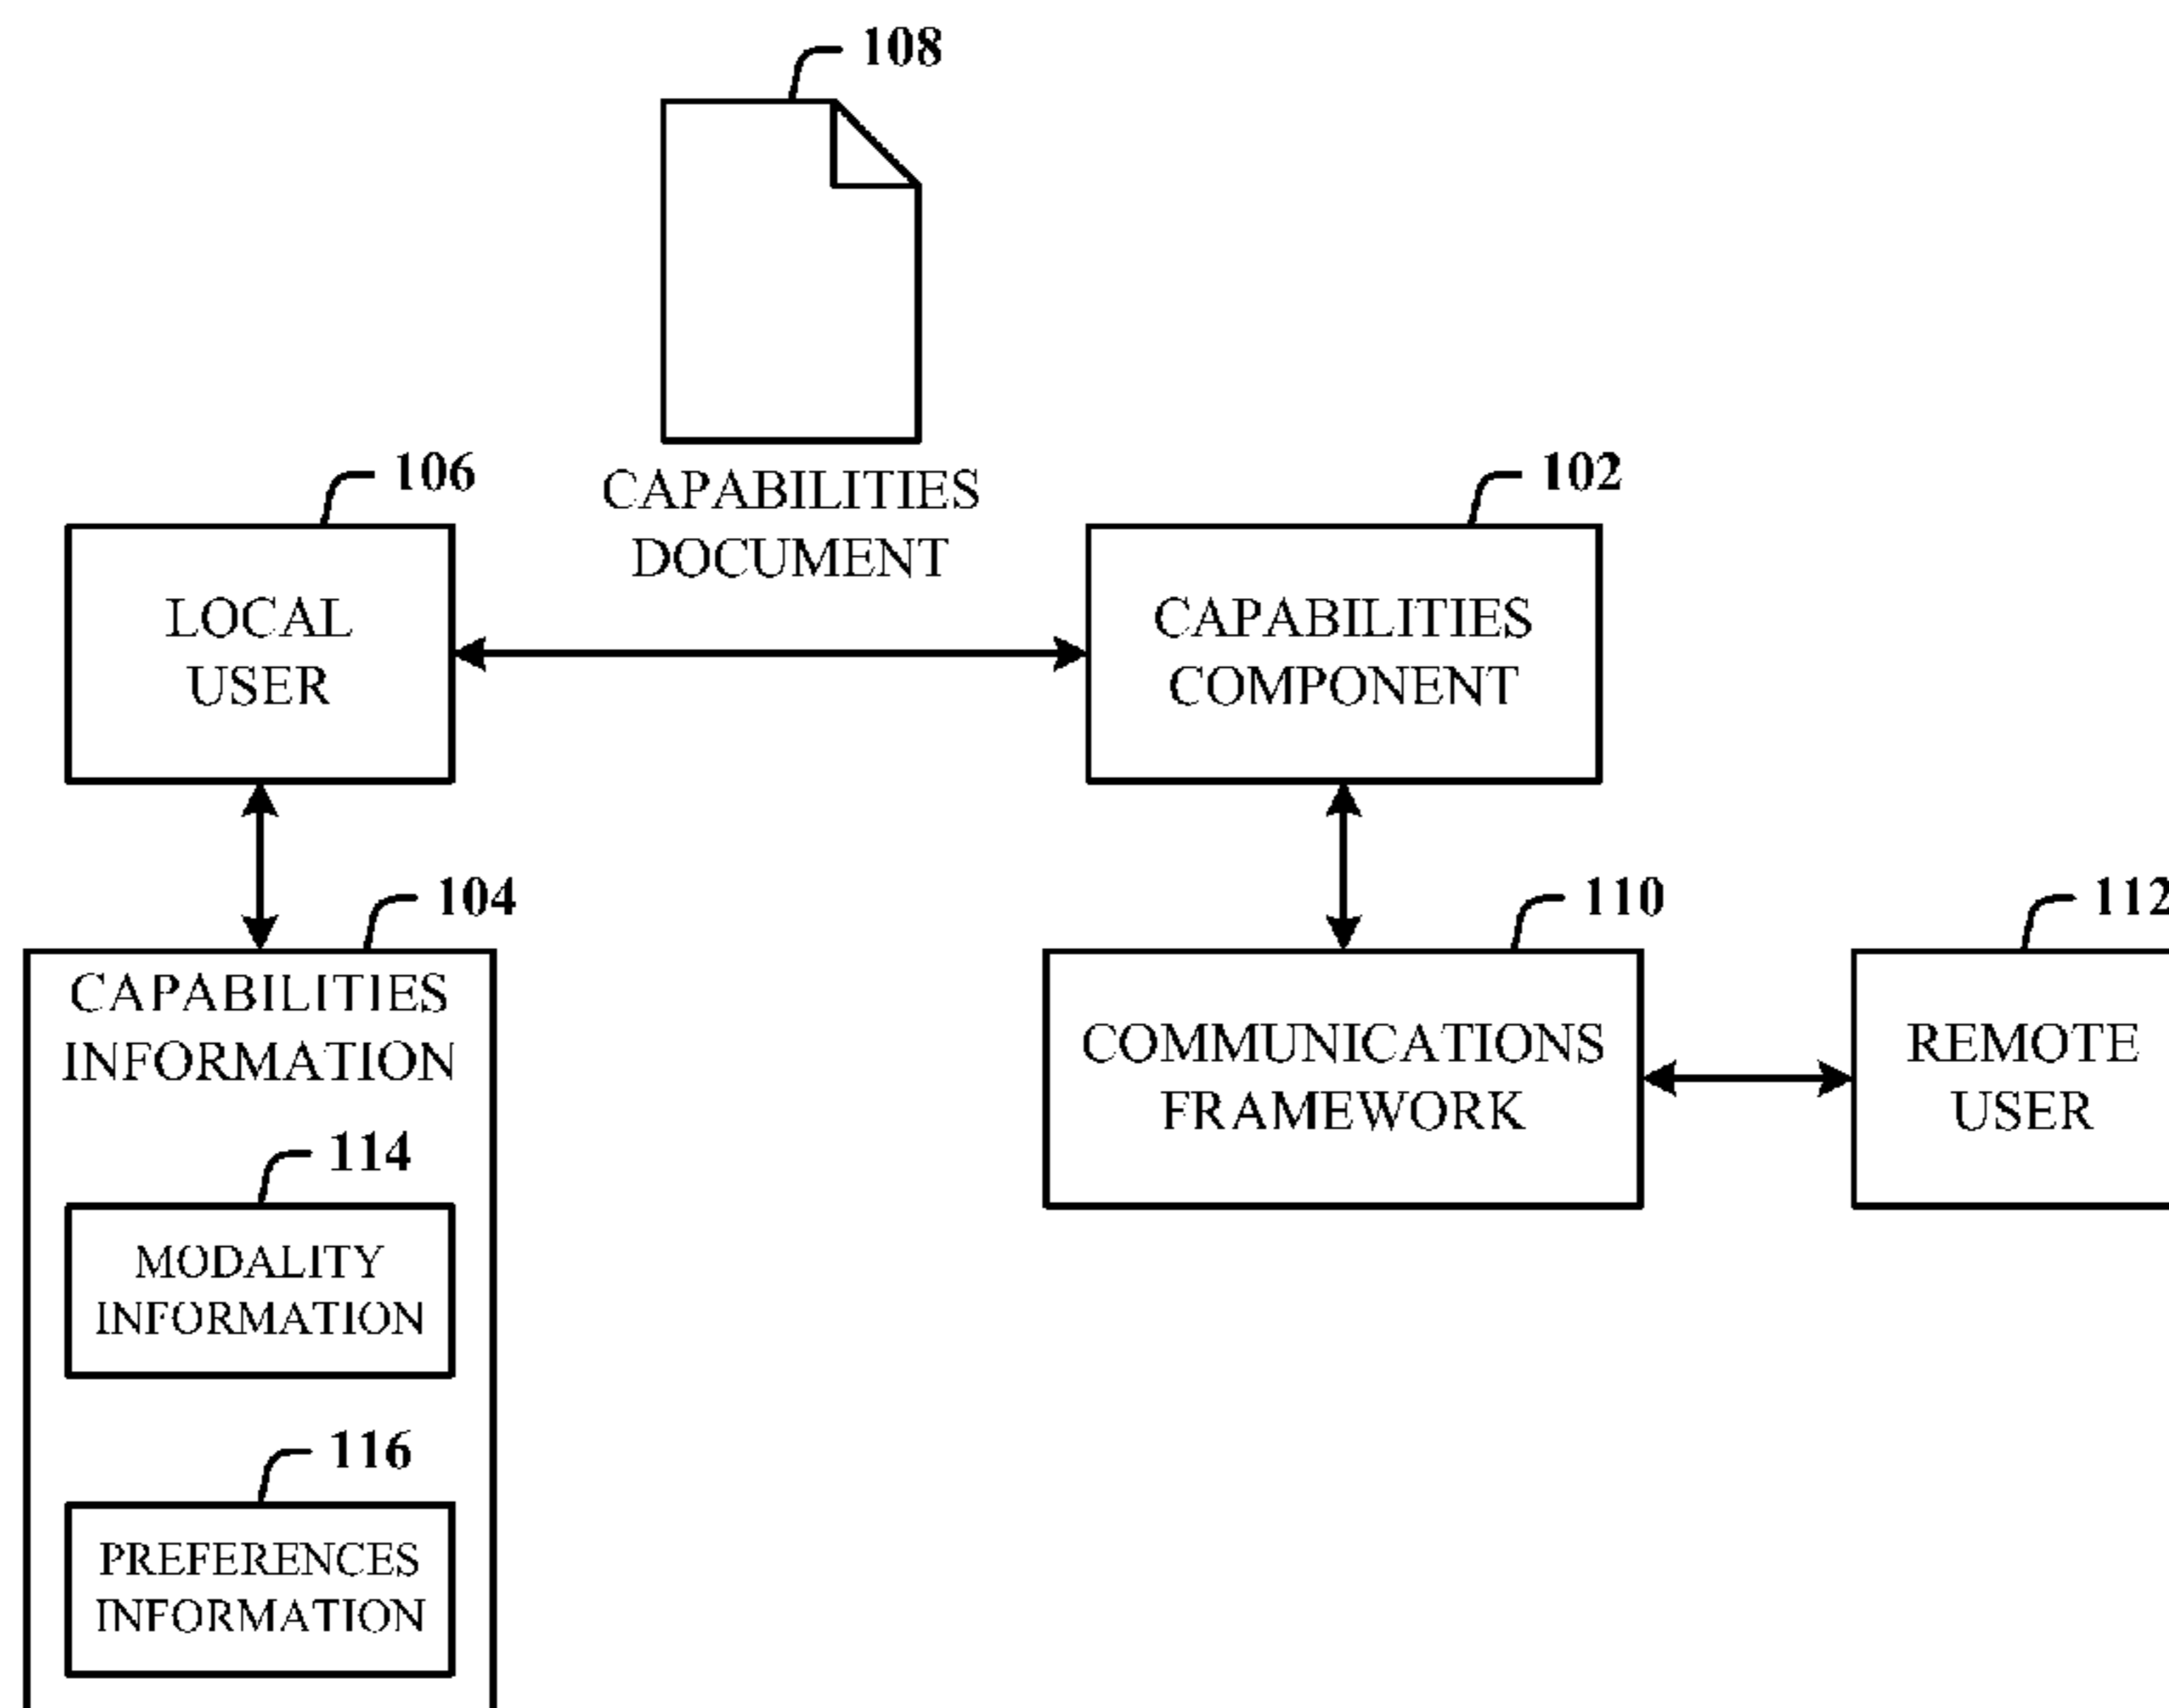 108
CAPABILITIES
DOCUMENT
106
LOCAL
USER
102
CAPABILITIES
COMPONENT
104
CAPABILITIES
INFORMATION
114
MODALITY
INFORMATION
116
PREFERENCES
INFORMATION
110
COMMUNICATIONS
FRAMEWORK
112
REMOTE
USER